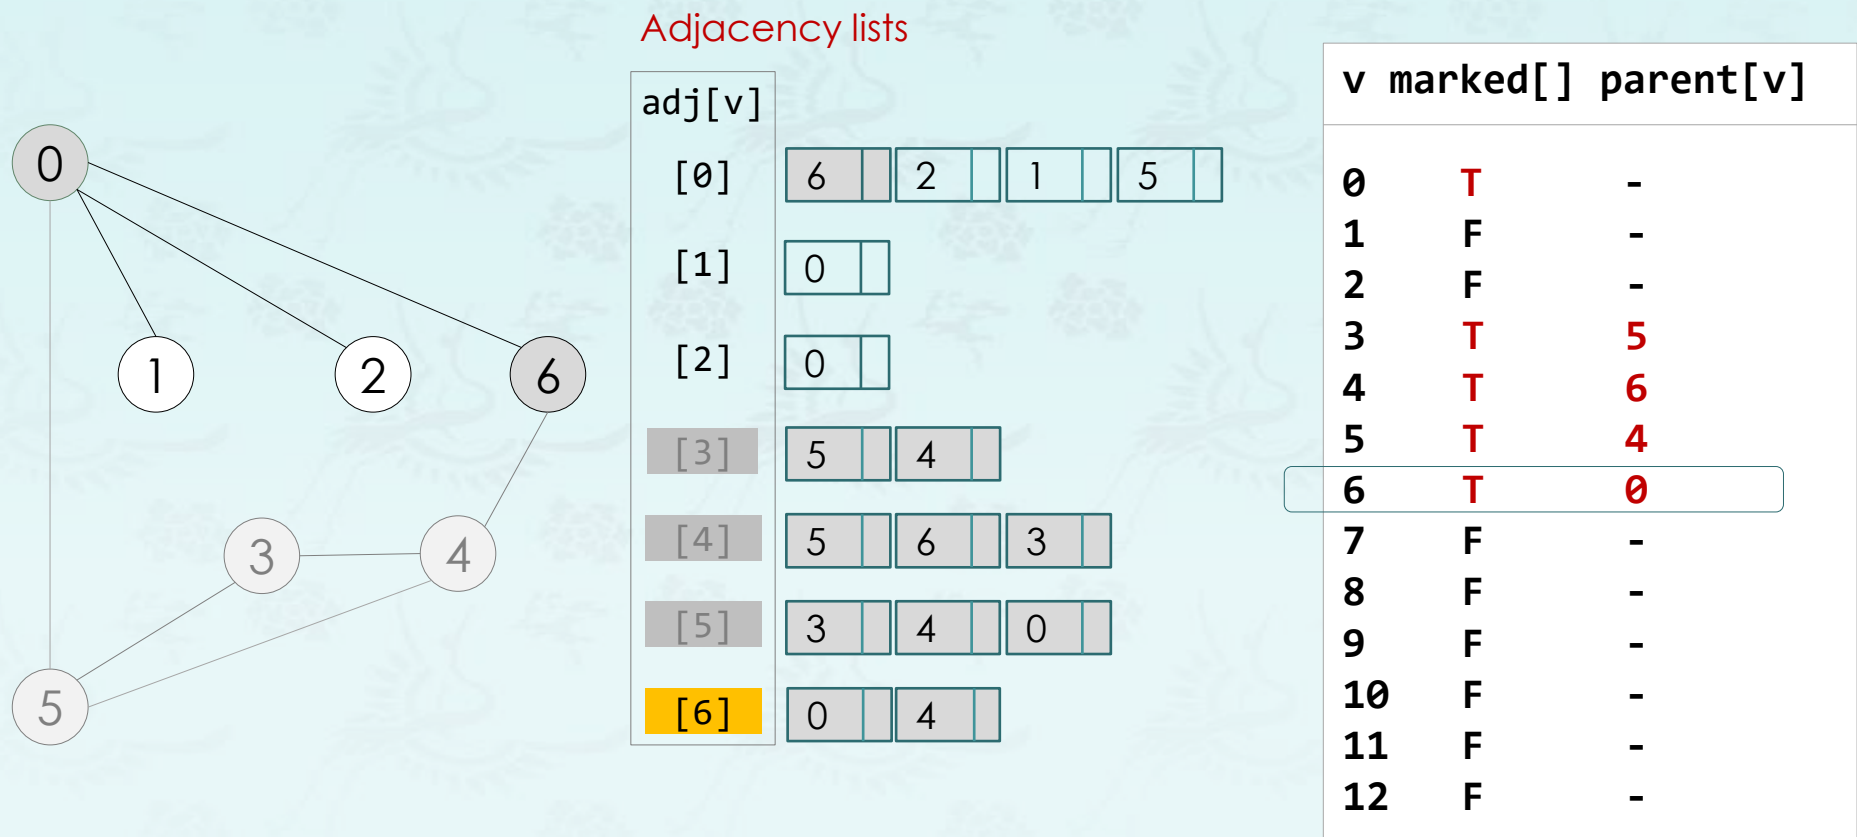 Adjacency lists
adj[v]
[0] 6 2 1 5
[1] 0
[2] 0
[3] 5 4
[4] 5 6 3
[5] 3 4 0
[6] 0 4
0
1 2 6
3 4
5
v marked[] parent[v]
0 T -
1 F -
2 F -
3 T 5
4 T 6
5 T 4
6 T 0
7 F -
8 F -
9 F -
10 F -
11 F -
12 F -